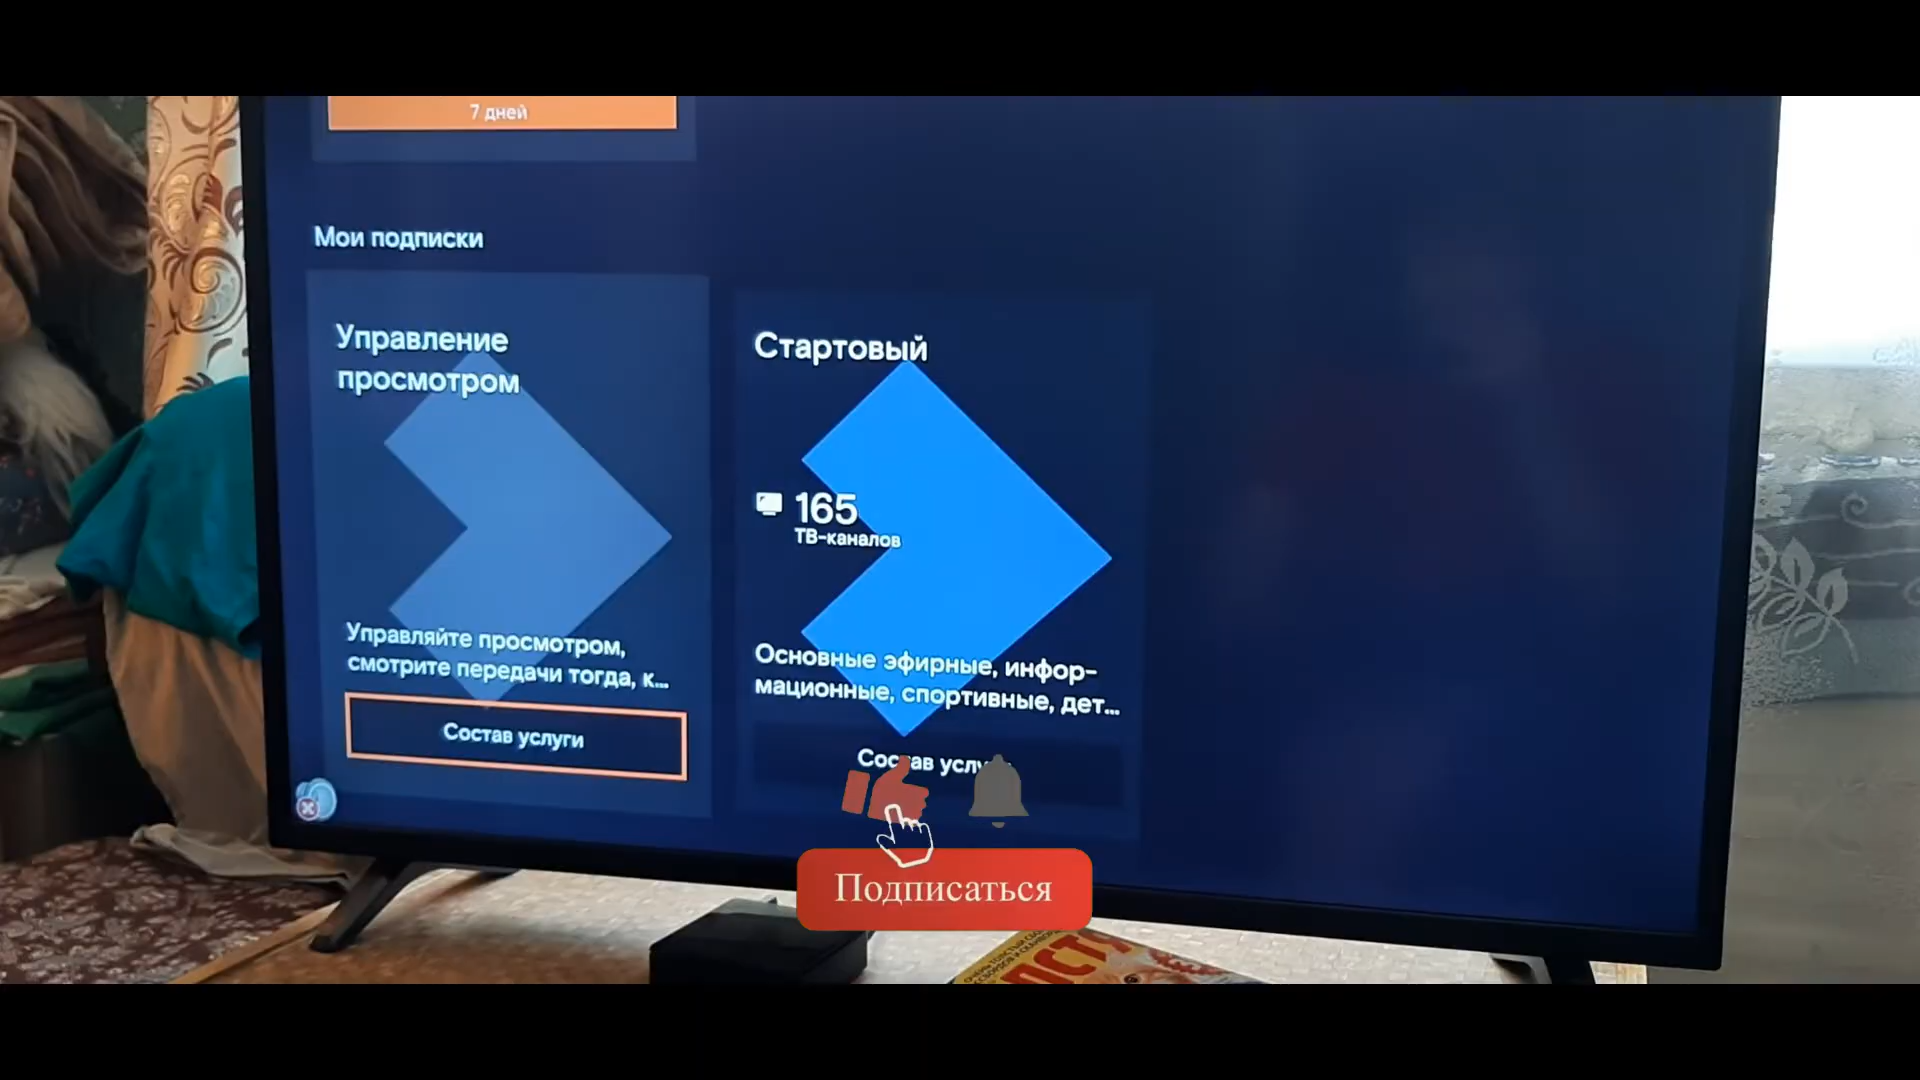 7 дней
Мои подписки
Управление
просмотром
Управляйте просмотром,
смотрите передачи тогда, к...
Состав услуги
Стартовый
165
ТВ-каналов
Основные эфирные, инфор-
мационные, спортивные, дет...
Состав
Подписаться